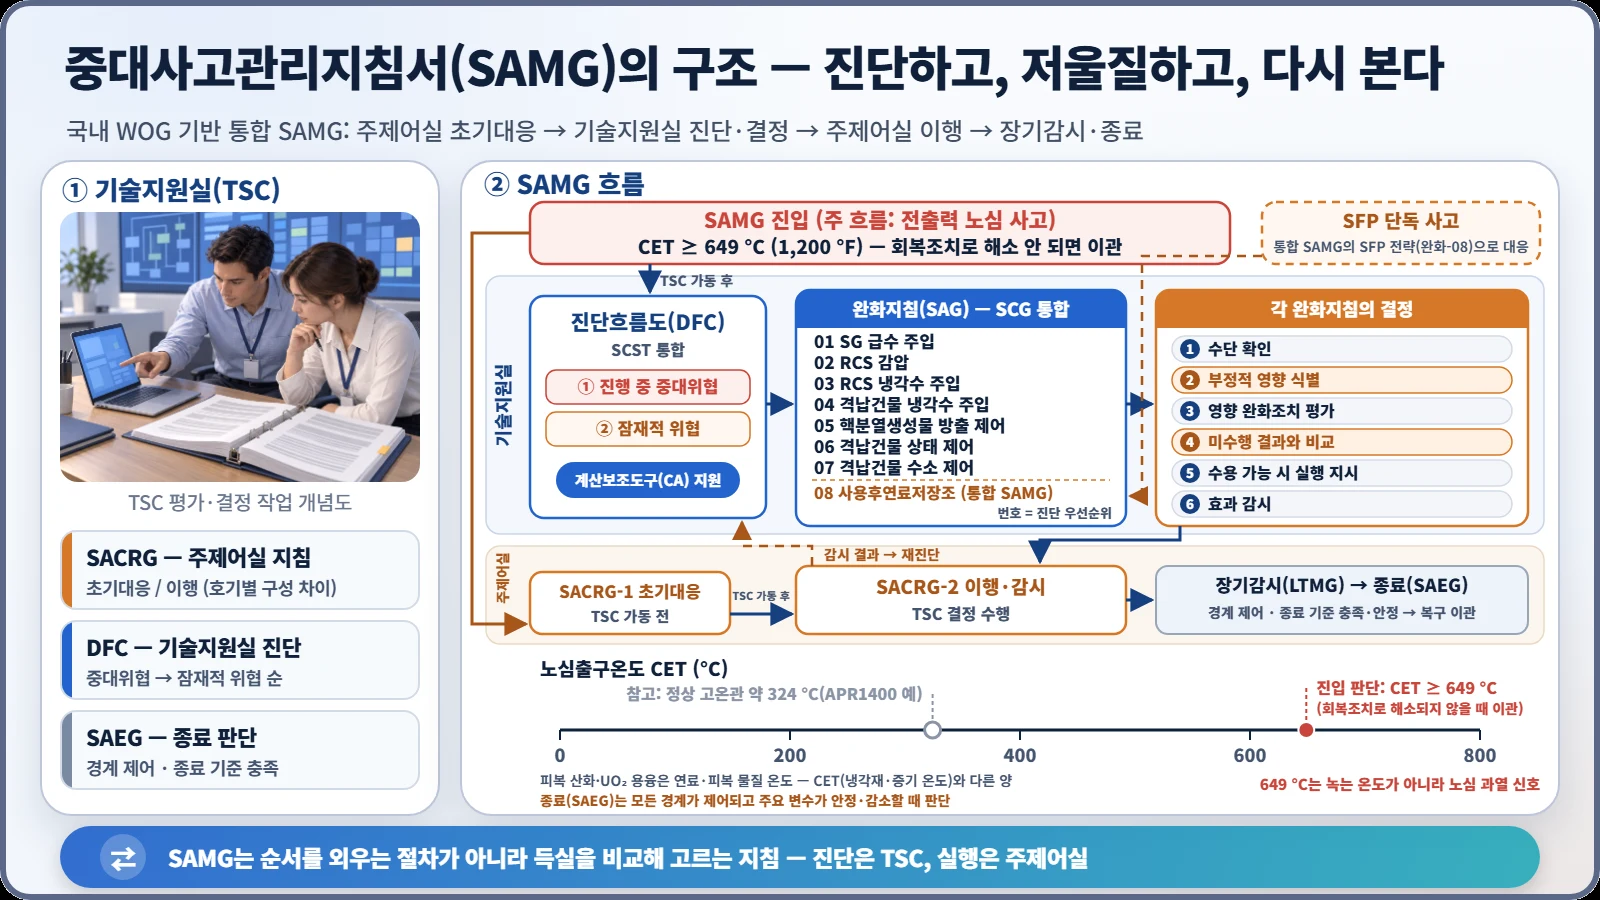 중대사고관리지침서(SAMG)의 구조 — 진단하고, 저울질하고, 다시 본다
국내 WOG 기반 통합 SAMG: 주제어실 초기대응 → 기술지원실 진단·결정 → 주제어실 이행 → 장기감시·종료
① 기술지원실(TSC)
TSC 평가·결정 작업 개념도
SACRG — 주제어실 지침
초기대응 / 이행 (호기별 구성 차이)
DFC — 기술지원실 진단
중대위협 → 잠재적 위협 순
SAEG — 종료 판단
경계 제어 · 종료 기준 충족
② SAMG 흐름
SAMG 진입 (주 흐름: 전출력 노심 사고)
CET ≥ 649 °C (1,200 °F) — 회복조치로 해소 안 되면 이관
SFP 단독 사고
통합 SAMG의 SFP 전략(완화-08)으로 대응
TSC 가동 후
기술지원실
진단흐름도(DFC)
SCST 통합
① 진행 중 중대위협
② 잠재적 위협
계산보조도구(CA) 지원
완화지침(SAG) — SCG 통합
01 SG 급수 주입
02 RCS 감압
03 RCS 냉각수 주입
04 격납건물 냉각수 주입
05 핵분열생성물 방출 제어
06 격납건물 상태 제어
07 격납건물 수소 제어
08 사용후연료저장조 (통합 SAMG)
번호 = 진단 우선순위
각 완화지침의 결정
1 수단 확인
2 부정적 영향 식별
3 영향 완화조치 평가
4 미수행 결과와 비교
5 수용 가능 시 실행 지시
6 효과 감시
주제어실
감시 결과 → 재진단
SACRG-1 초기대응
TSC 가동 전
TSC 가동 후
SACRG-2 이행·감시
TSC 결정 수행
장기감시(LTMG) → 종료(SAEG)
경계 제어 · 종료 기준 충족·안정 → 복구 이관
노심출구온도 CET (°C)
참고: 정상 고온관 약 324 °C(APR1400 예)
진입 판단: CET ≥ 649 °C
(회복조치로 해소되지 않을 때 이관)
0 200 400 600 800
피복 산화·UO₂ 용융은 연료·피복 물질 온도 — CET(냉각재·증기 온도)와 다른 양
649 °C는 녹는 온도가 아니라 노심 과열 신호
종료(SAEG)는 모든 경계가 제어되고 주요 변수가 안정·감소할 때 판단
SAMG는 순서를 외우는 절차가 아니라 득실을 비교해 고르는 지침 — 진단은 TSC, 실행은 주제어실